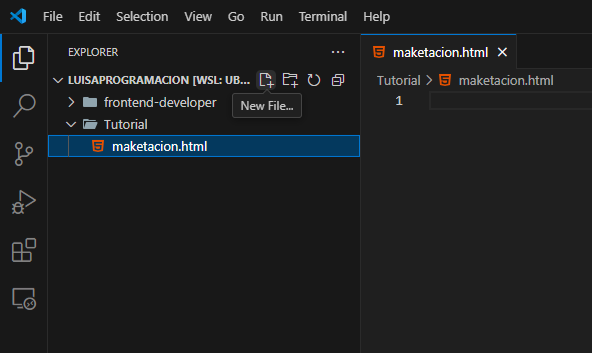 File Edit Selection View Go Run Terminal Help
EXPLORER ...
maketacion.html
LUISAPROGRAMACION [WSL: UB...
Tutorial > maketacion.html
frontend-developer
New File...
1
Tutorial
maketacion.html